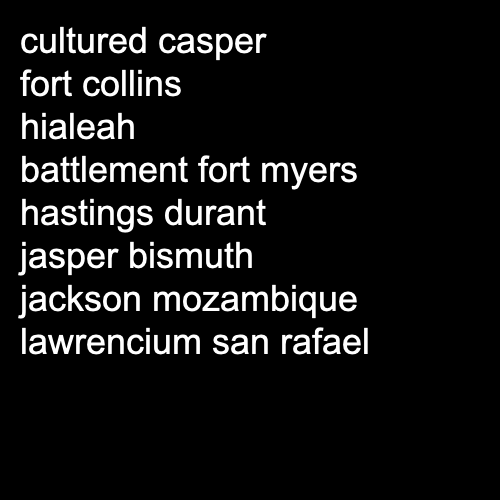 cultured casper
fort collins
hialeah
battlement fort myers
hastings durant
jasper bismuth
jackson mozambique
lawrencium san rafael